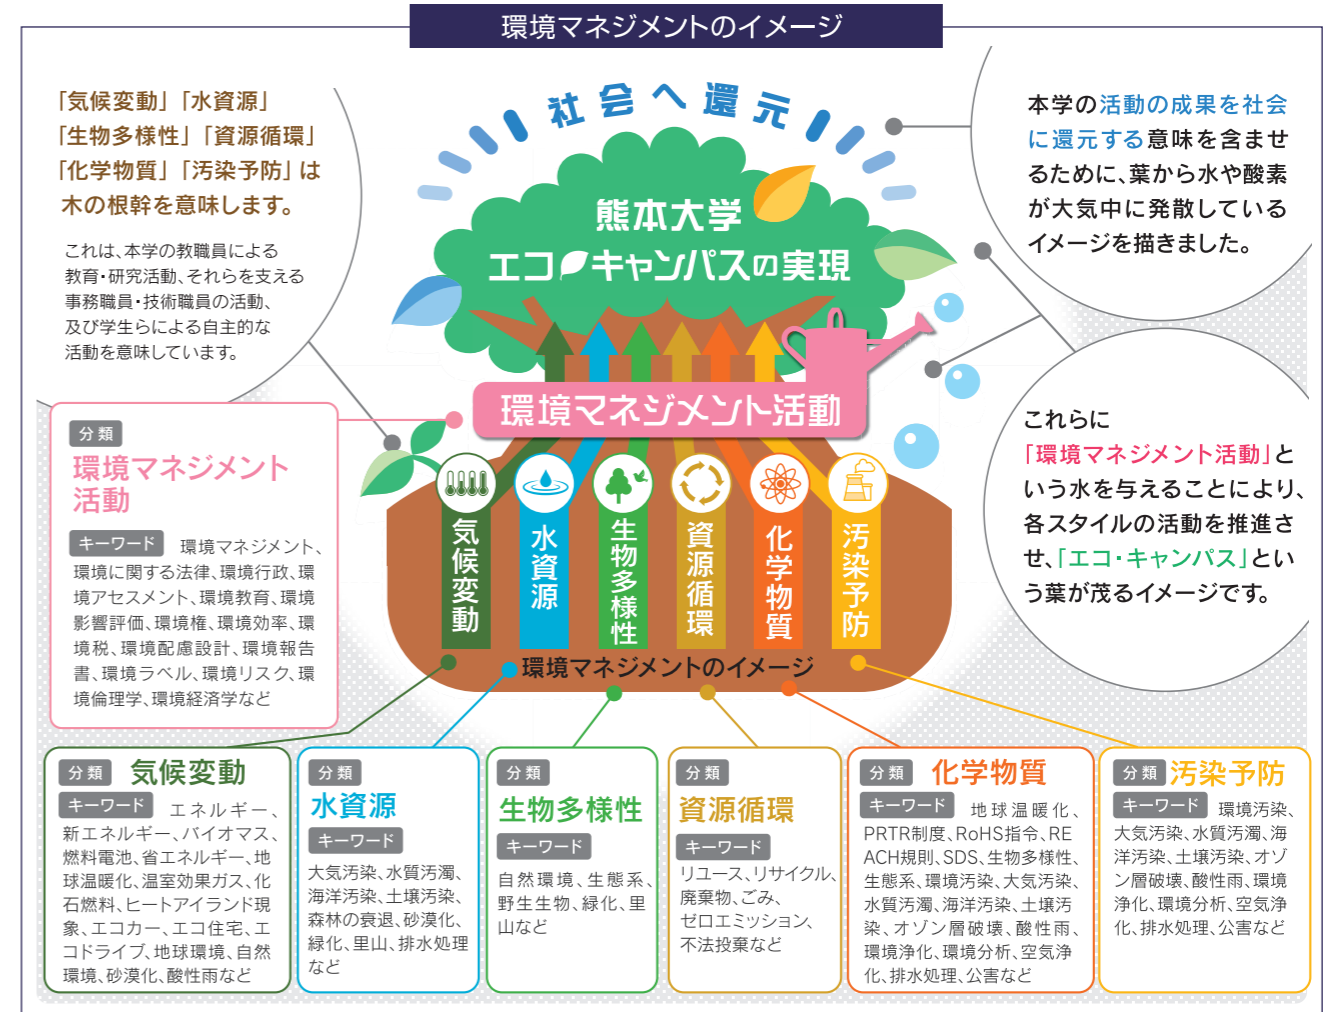 環境マネジメントのイメージ
「気候変動」「水資源」
「生物多様性」「資源循環」
「化学物質」「汚染予防」は
木の根幹を意味します。
これは、本学の教職員による
教育・研究活動、それらを支える
事務職員・技術職員の活動、
及び学生らによる自主的な
活動を意味しています。
社会へ還元
熊本大学
エコ キャンパスの実現
本学の活動の成果を社会
に還元する意味を含ませ
るために、葉から水や酸素
が大気中に発散している
イメージを描きました。
これらに
「環境マネジメント活動」と
いう水を与えることにより、
各スタイルの活動を推進さ
せ、「エコ・キャンパス」とい
う葉が茂るイメージです。
環境マネジメント活動
気候変動
水資源
生物多様性
資源循環
化学物質
汚染予防
環境マネジメントのイメージ
分類
環境マネジメント
活動
キーワード 環境マネジメント、
環境に関する法律、環境行政、環
境アセスメント、環境教育、環境
影響評価、環境権、環境効率、環
境税、環境配慮設計、環境報告
書、環境ラベル、環境リスク、環
境倫理学、環境経済学など
分類 気候変動
キーワード エネルギー、
新エネルギー、バイオマス、
燃料電池、省エネルギー、地
球温暖化、温室効果ガス、化
石燃料、ヒートアイランド現
象、エコカー、エコ住宅、エ
コドライブ、地球環境、自然
環境、砂漠化、酸性雨など
分類
水資源
キーワード
大気汚染、水質汚濁、
海洋汚染、土壌汚染、
森林の衰退、砂漠化、
緑化、里山、排水処理
など
分類
生物多様性
キーワード
自然環境、生態系、
野生生物、緑化、里
山など
分類
資源循環
キーワード
リユース、リサイクル、
廃棄物、ごみ、
ゼロエミッション、
不法投棄など
分類 化学物質
キーワード 地球温暖化、
PRTR制度、RoHS指令、RE
ACH規則、SDS、生物多様性、
生態系、環境汚染、大気汚染、
水質汚濁、海洋汚染、土壌汚
染、オゾン層破壊、酸性雨、
環境浄化、環境分析、空気浄
化、排水処理、公害など
分類 汚染予防
キーワード 環境汚染、
大気汚染、水質汚濁、海
洋汚染、土壌汚染、オゾ
ン層破壊、酸性雨、環境
浄化、環境分析、空気浄
化、排水処理、公害など